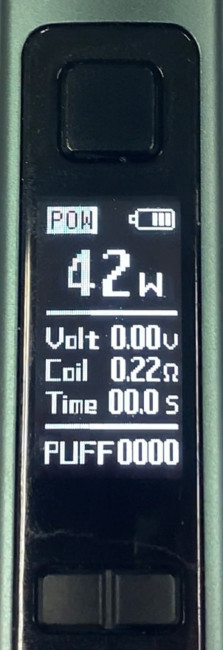 POW
42W
Volt 0.00V
Coil 0.22Ω
Time 00.0 S
PUFF0000